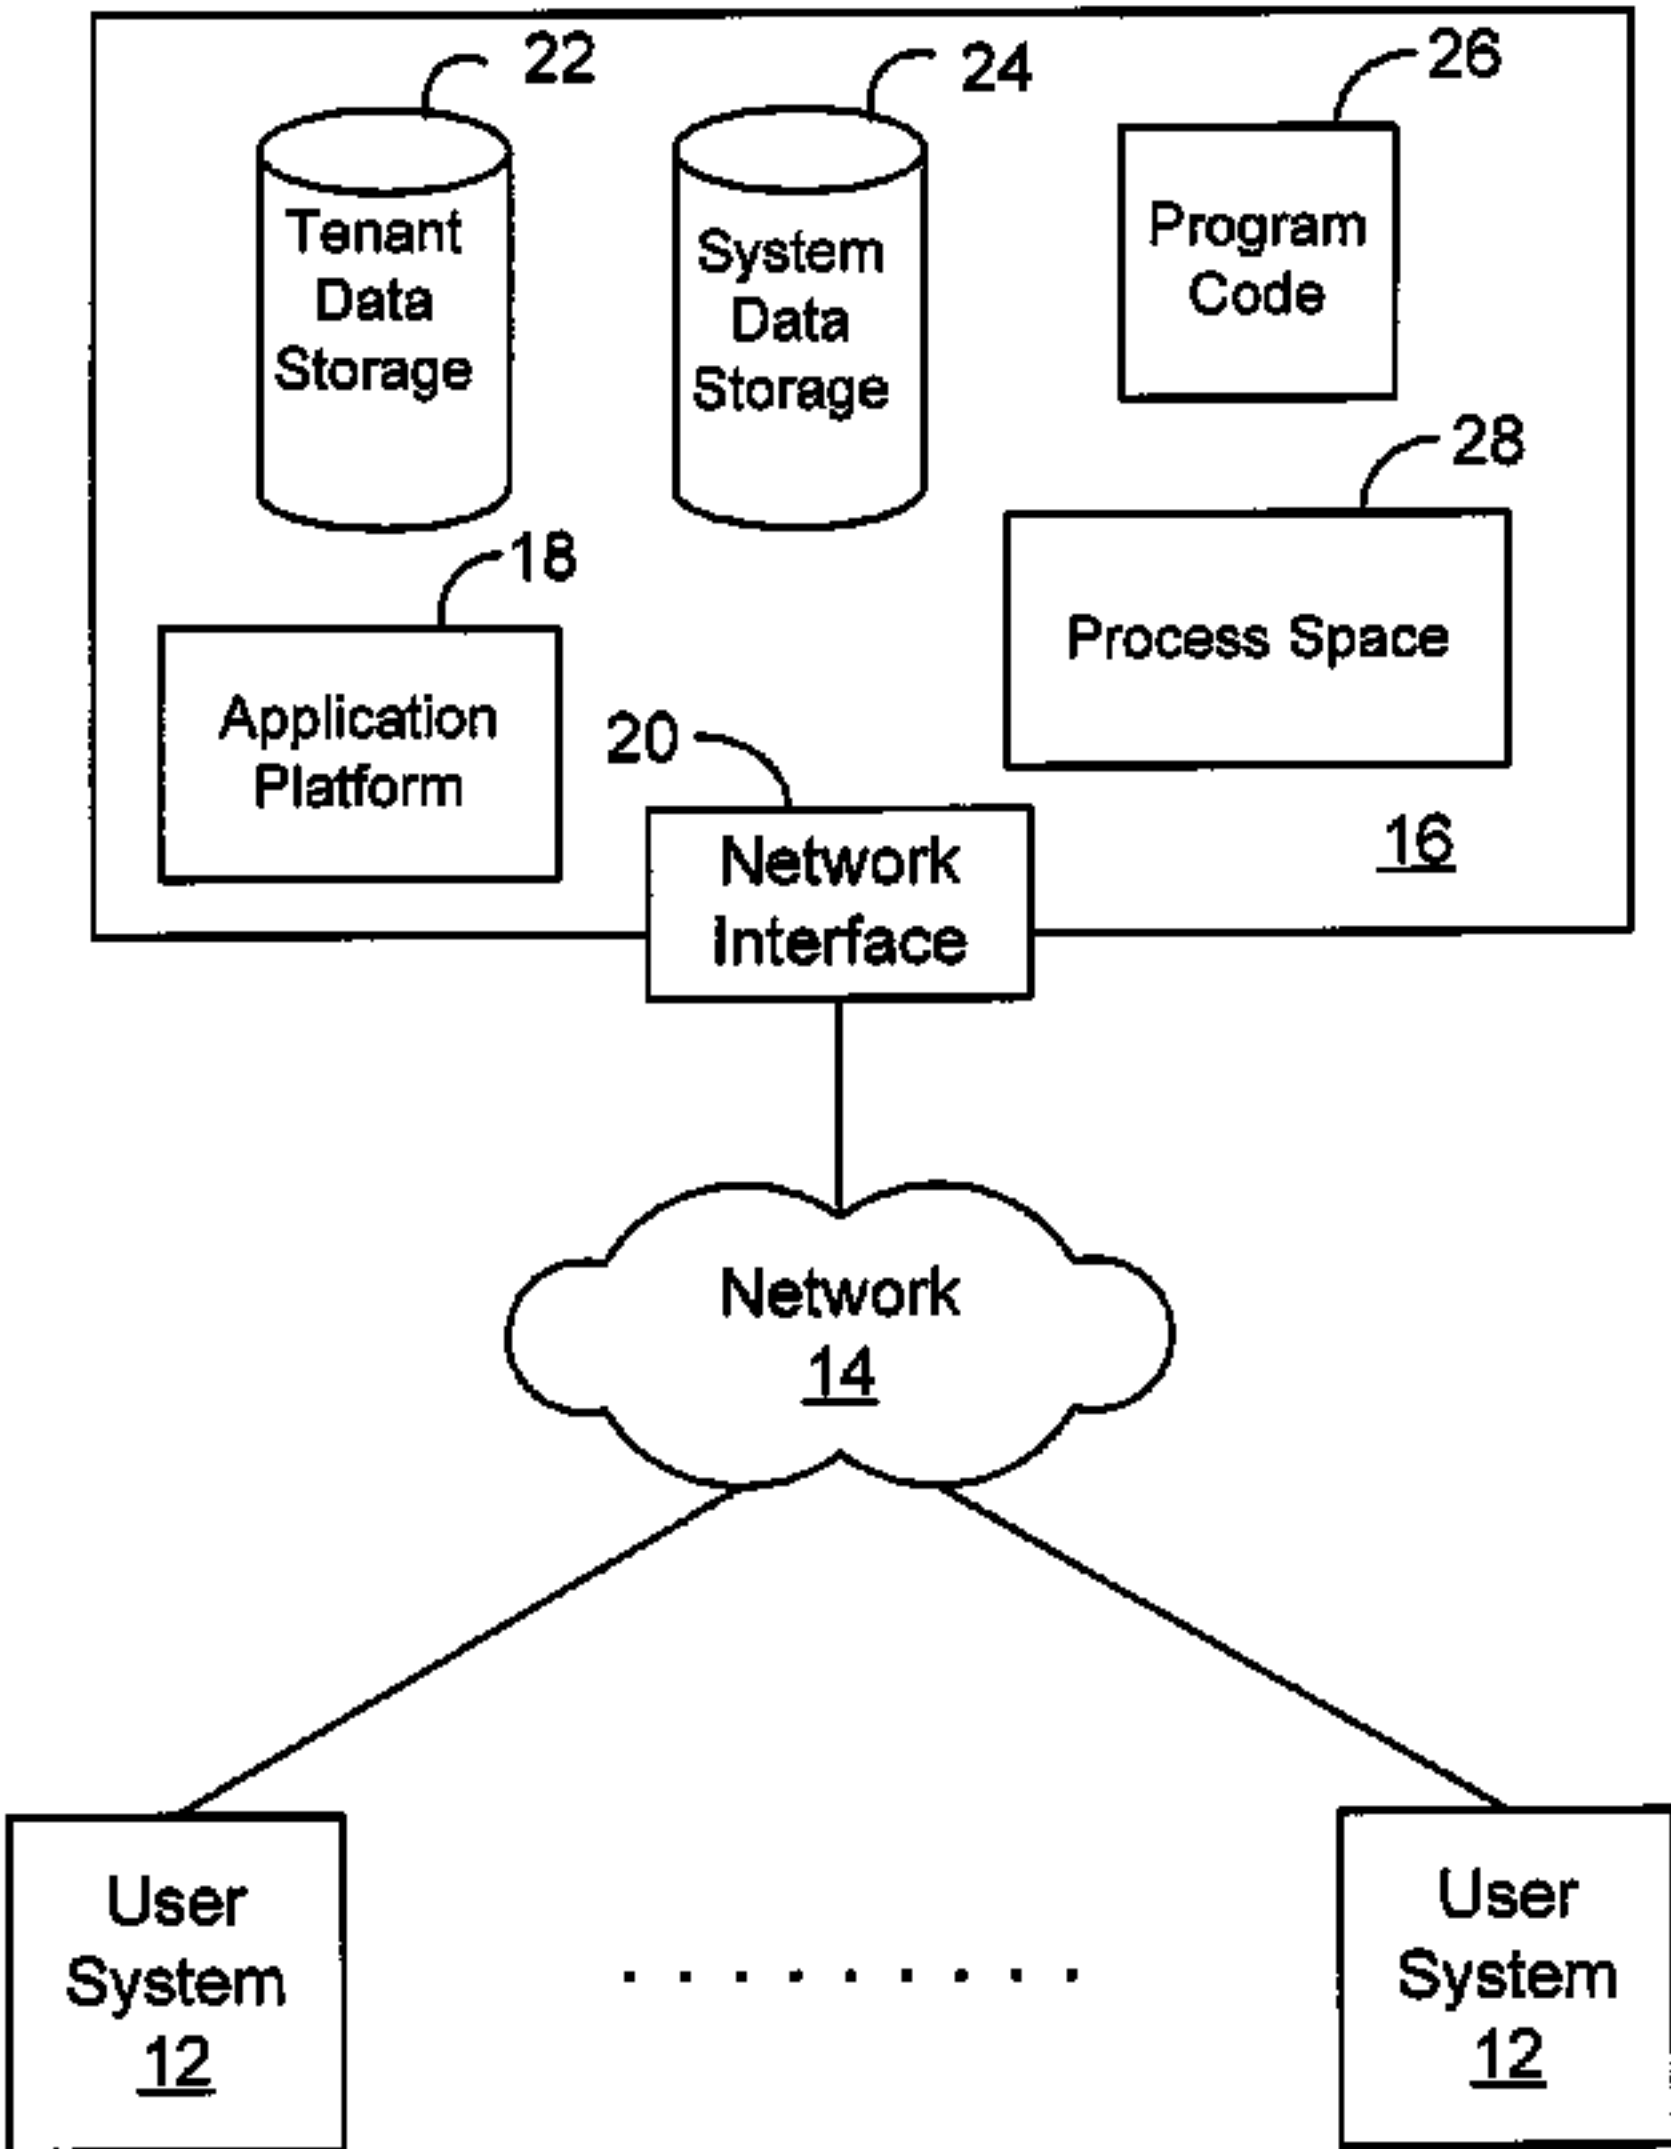 22
24
26
Tenant
Data
Storage
System
Data
Storage
Program
Code
28
18
Process Space
Application
Platform
20
16
Network
Interface
Network
14
User
System
12
User
System
12